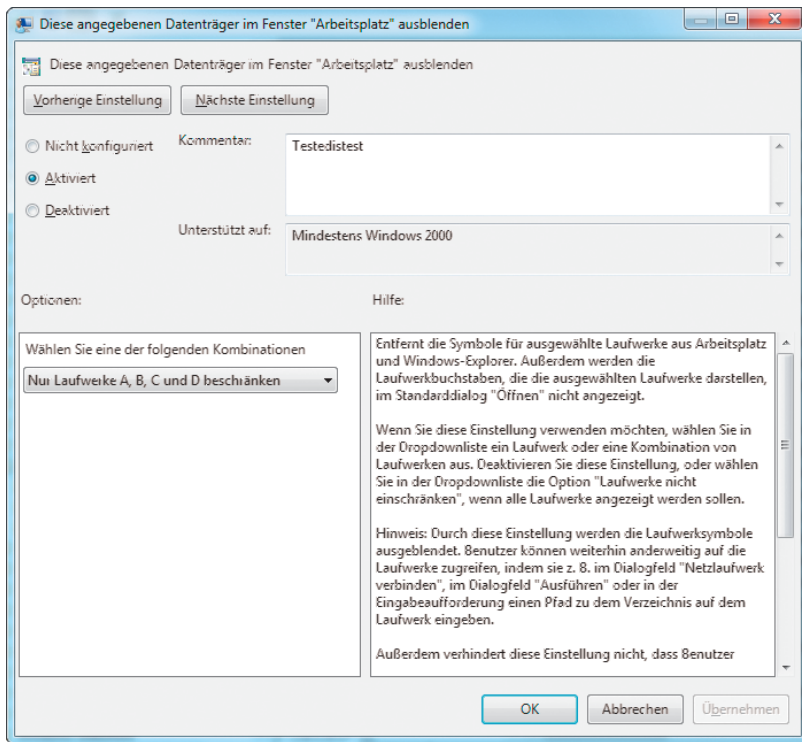 Diese angegebenen Datenträger im Fenster "Arbeitsplatz" ausblenden
Diese angegebenen Datenträger im Fenster "Arbeitsplatz" ausblenden
Vorherige Einstellung
Nächste Einstellung
Nicht konfiguriert
Kommentar:
Testedistest
Aktiviert
Deaktiviert
Unterstützt auf:
Mindestens Windows 2000
Optionen:
Hilfe:
Wählen Sie eine der folgenden Kombinationen
Nur Laufwerke A, B, C und D beschränken
Entfernt die Symbole für ausgewählte Laufwerke aus Arbeitsplatz
und Windows-Explorer. Außerdem werden die
Laufwerkbuchstaben, die die ausgewählten Laufwerke darstellen,
im Standarddialog "Öffnen" nicht angezeigt.
Wenn Sie diese Einstellung verwenden möchten, wählen Sie in
der Dropdownliste ein Laufwerk oder eine Kombination von
Laufwerken aus. Deaktivieren Sie diese Einstellung, oder wählen
Sie in der Dropdownliste die Option "Laufwerke nicht
einschränken", wenn alle Laufwerke angezeigt werden sollen.
Hinweis: Durch diese Einstellung werden die Laufwerksymbole
ausgeblendet. Benutzer können weiterhin anderweitig auf die
Laufwerke zugreifen, indem sie z. B. im Dialogfeld "Netzlaufwerk
verbinden", im Dialogfeld "Ausführen" oder in der
Eingabeaufforderung einen Pfad zu dem Verzeichnis auf dem
Laufwerk eingeben.
Außerdem verhindert diese Einstellung nicht, dass Benutzer
OK
Abbrechen
Übernehmen